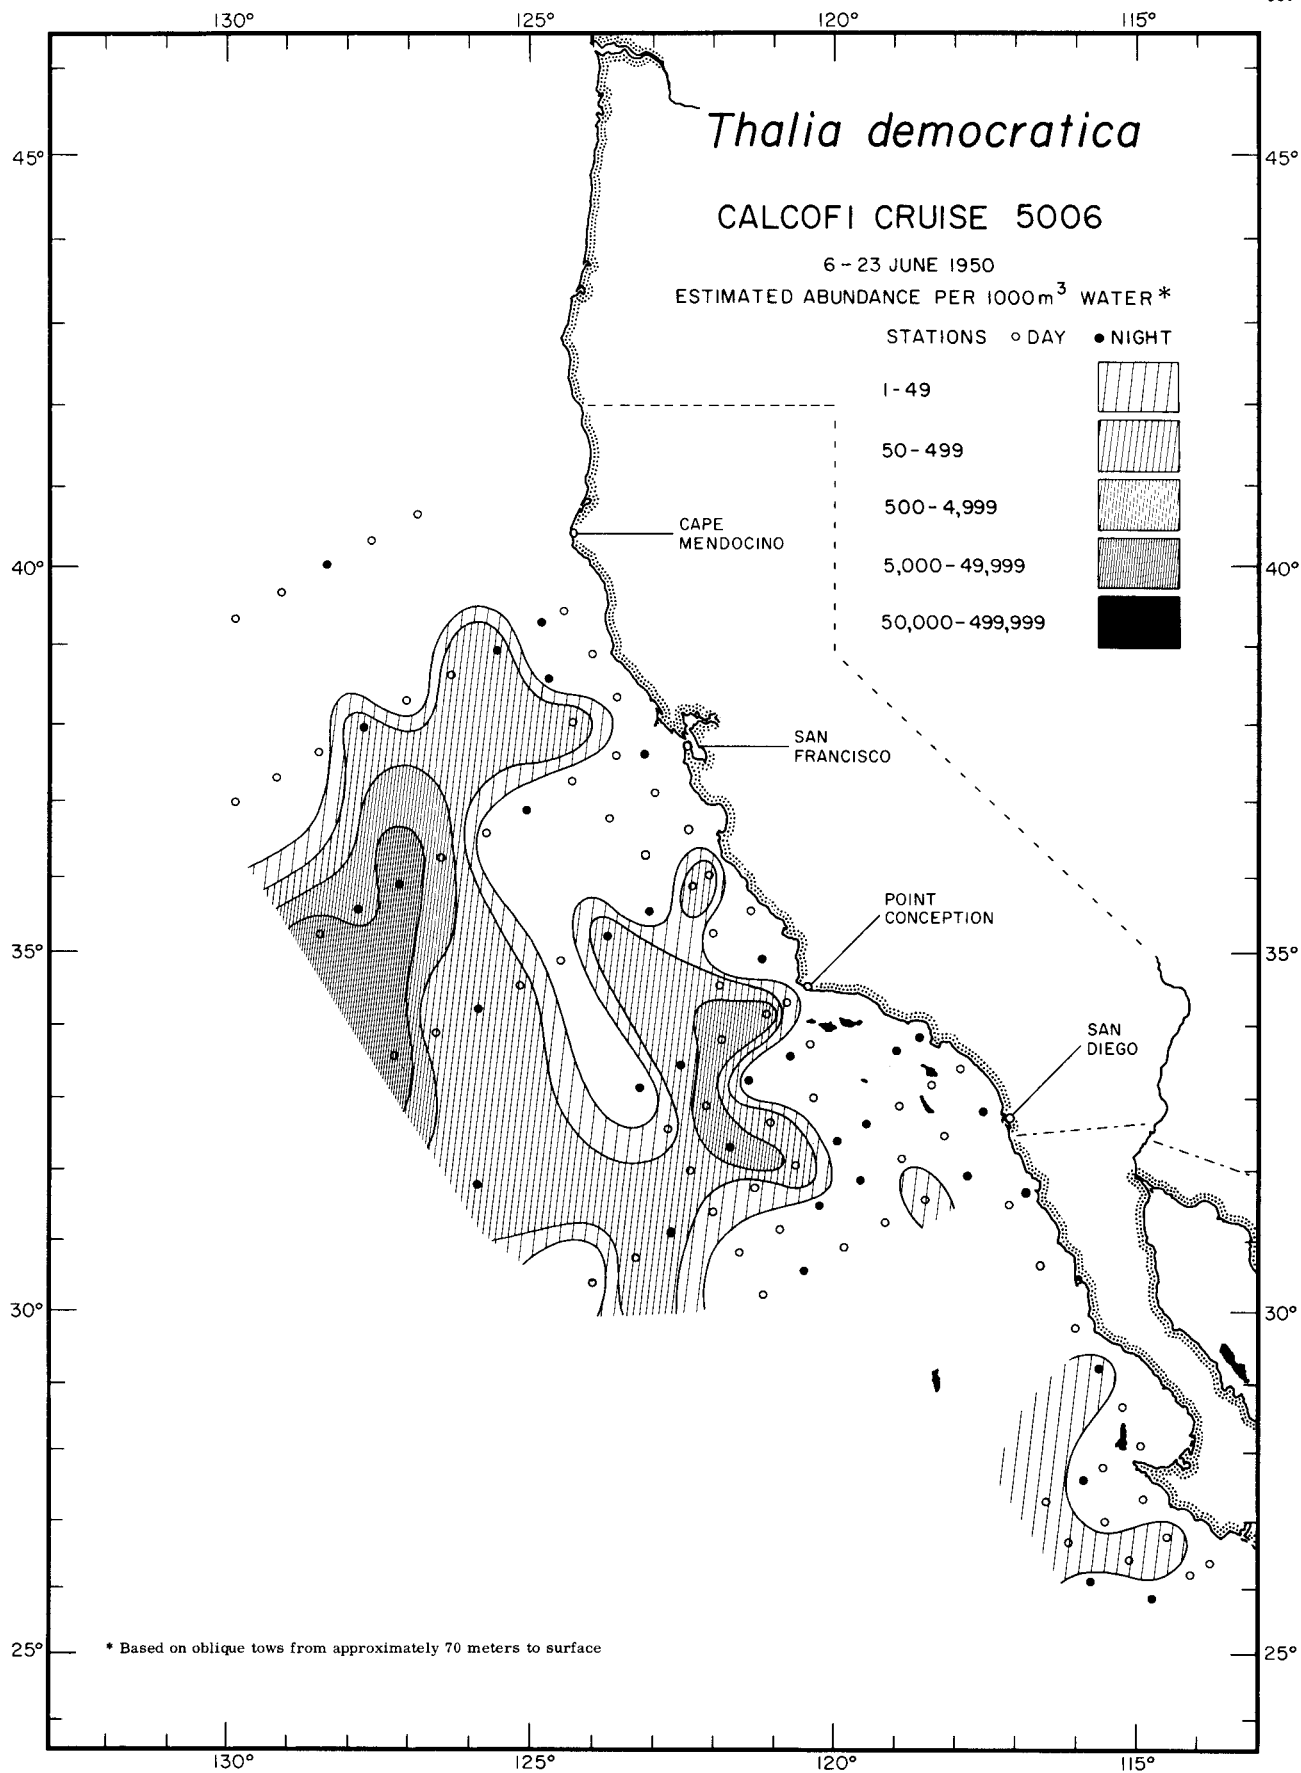 130° 125° 120° 115°
Thalia democratica
45° 45°
CALCOFI CRUISE 5006
6-23 JUNE 1950
ESTIMATED ABUNDANCE PER 1000m³ WATER*
STATIONS ○ DAY ● NIGHT
1-49
50-499
500-4,999
5,000-49,999
50,000-499,999
CAPE
MENDOCINO
40° 40°
SAN
FRANCISCO
POINT
CONCEPTION
35° 35°
SAN
DIEGO
30° 30°
* Based on oblique tows from approximately 70 meters to surface
25° 25°
130° 125° 120° 115°